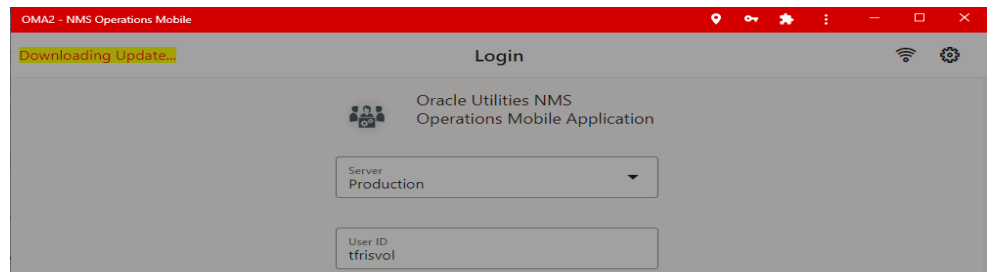 OMA2 - NMS Operations Mobile
Downloading Update...
Login
Oracle Utilities NMS
Operations Mobile Application
Server
Production
User ID
tfrisvol